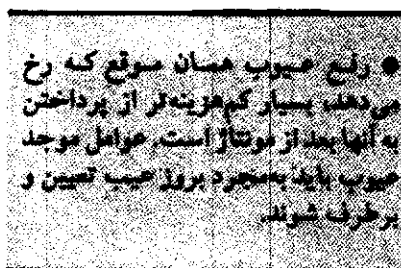 ● رفع عیوب همان موقع که رخ
می‌دهد، بسیار کم‌هزینه‌تر از پرداختن
به آنها بعد از مونتاژ است. عوامل موجد
عیوب باید به‌مجرد بروز عیب تعیین و
برطرف شوند.